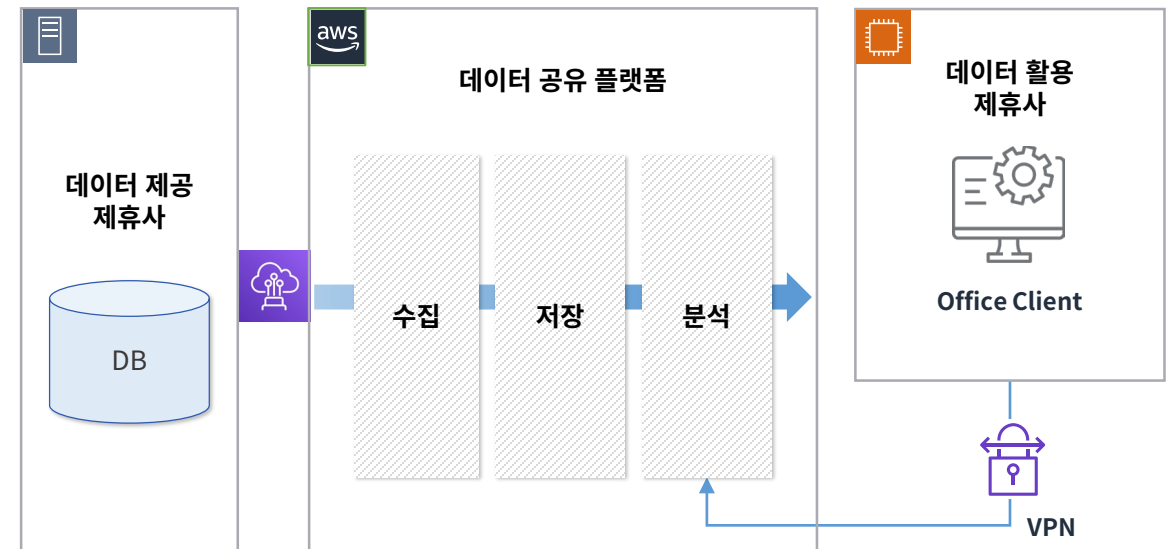 데이터 제공
제휴사
DB
aws
데이터 공유 플랫폼
수집
저장
분석
데이터 활용
제휴사
Office Client
VPN